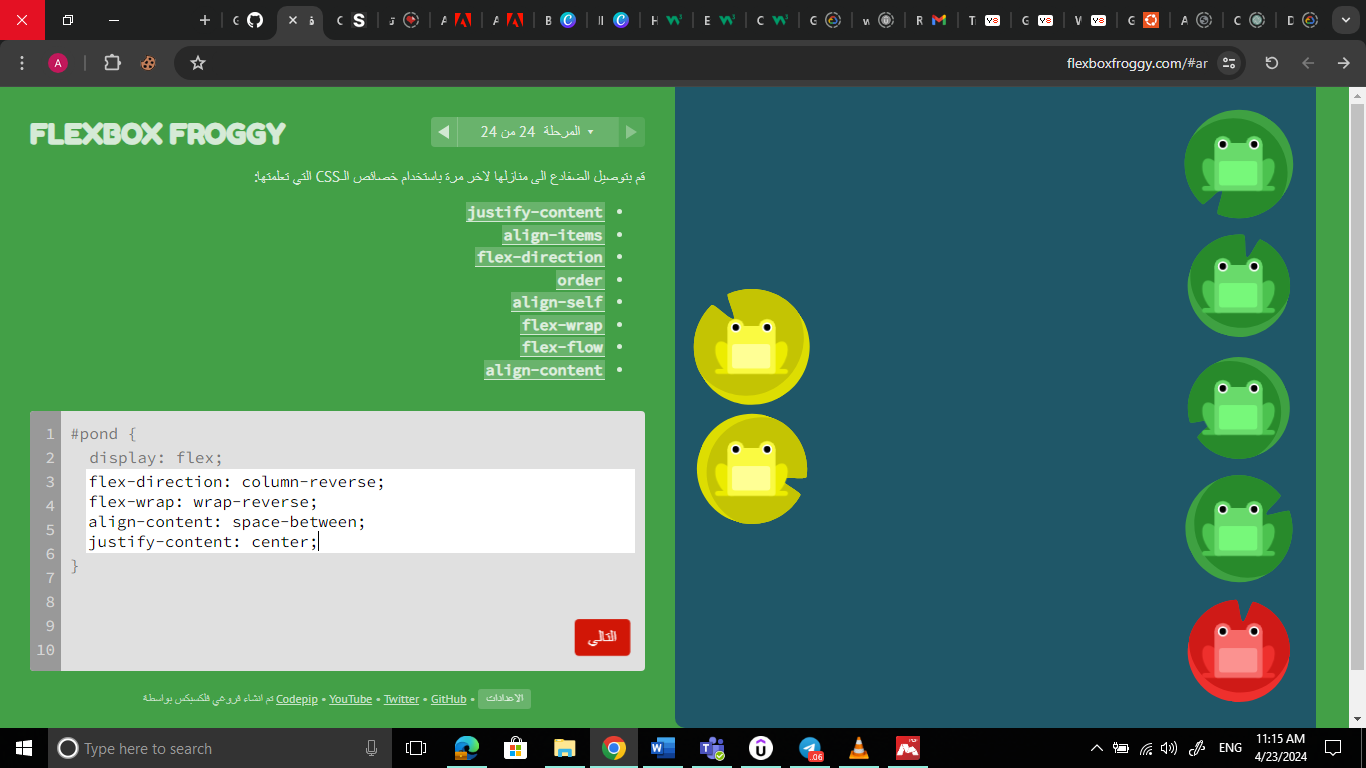 flexboxfroggy.com/#ar
FLEXBOX FROGGY
المرحلة 24 من 24
قم بتوصيل الضفادع الى منازلها لاخر مرة باستخدام خصائص الـCSS التي تعلمتها:
justify-content
align-items
flex-direction
order
align-self
flex-wrap
flex-flow
align-content
1 #pond {
2 display: flex;
3 flex-direction: column-reverse;
4 flex-wrap: wrap-reverse;
5 align-content: space-between;
6 justify-content: center;
7 }
8
9
10
التالي
تم انشاء فروغي فلكسبكس بواسطة Codepip • YouTube • Twitter • GitHub • الاعدادات
Type here to search
ENG
11:15 AM
4/23/2024